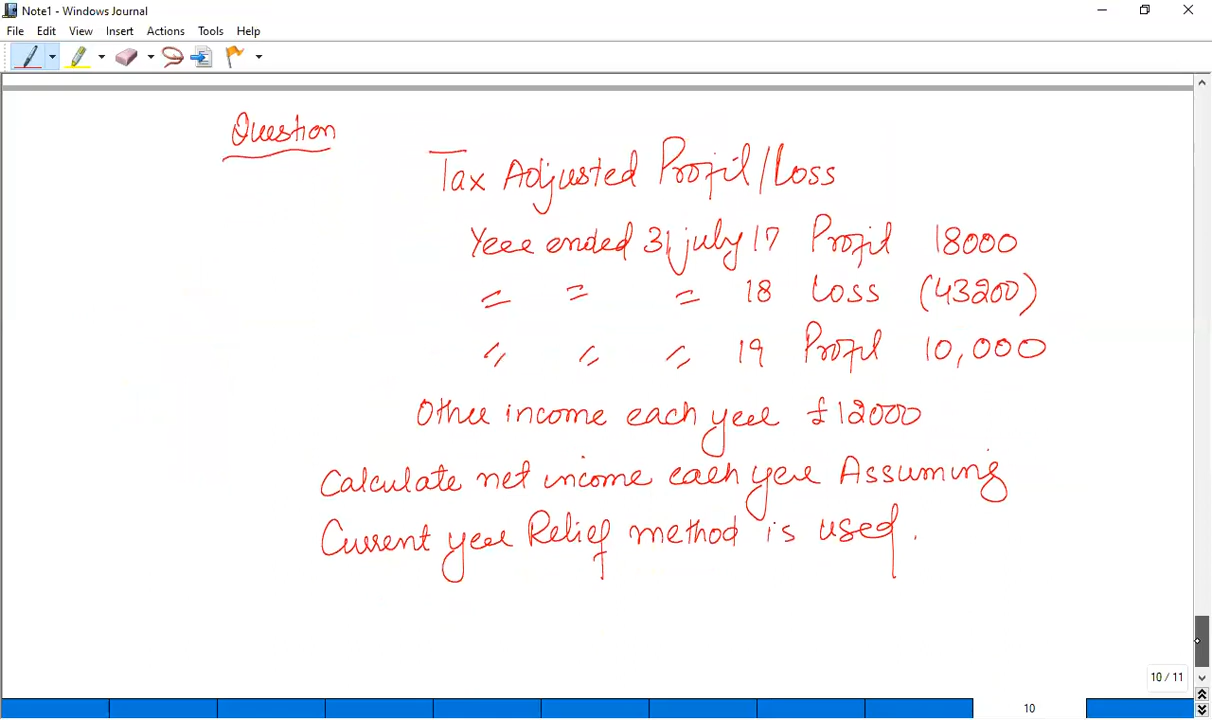 Note1 - Windows Journal
File Edit View Insert Actions Tools Help
Question
Tax Adjusted Profit/Loss
Year ended 31 july 17 Profit 18000
= = = 18 Loss (43200)
" " " 19 Profit 10,000
Other income each year £12000
Calculate net income each year Assuming
Current year Relief method is used.
10 / 11
10